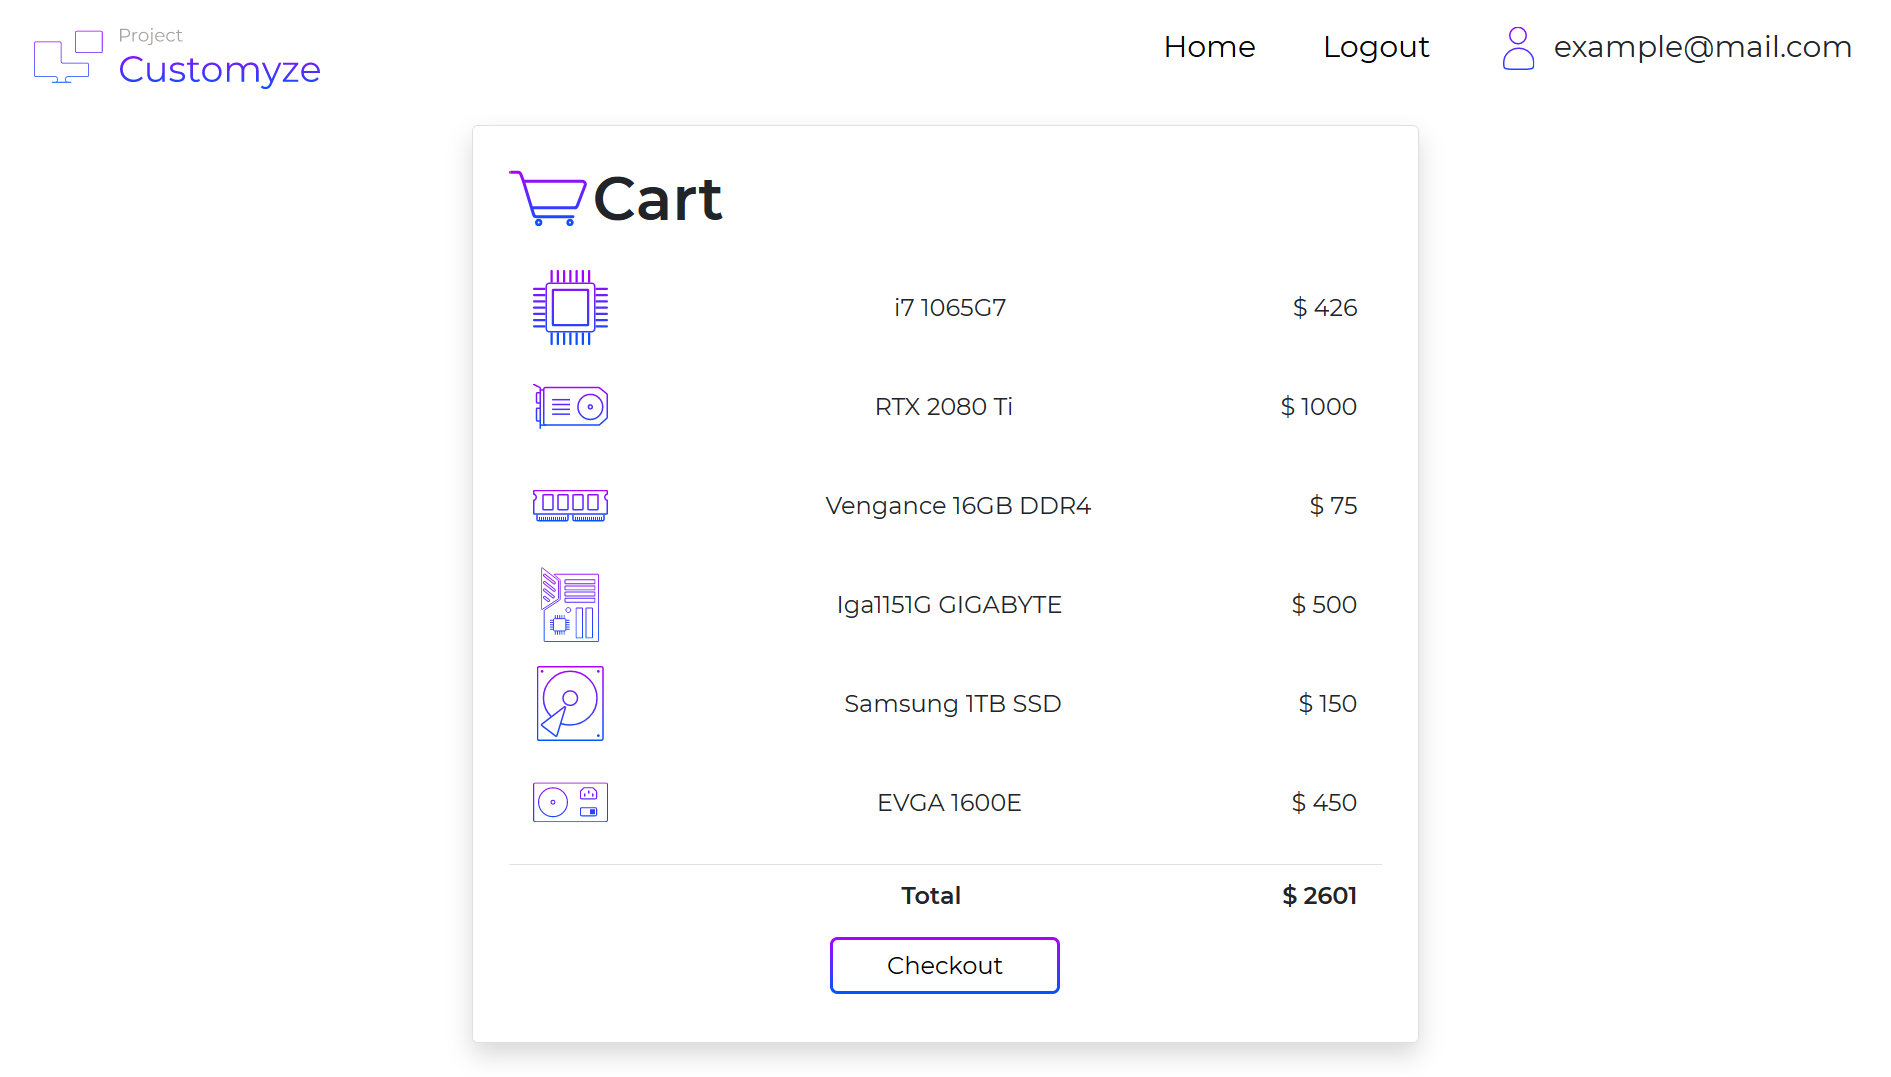 Project
Customyze
Home
Logout
example@mail.com
Cart
i7 1065G7
$ 426
RTX 2080 Ti
$ 1000
Vengance 16GB DDR4
$ 75
lga1151G GIGABYTE
$ 500
Samsung 1TB SSD
$ 150
EVGA 1600E
$ 450
Total
$ 2601
Checkout